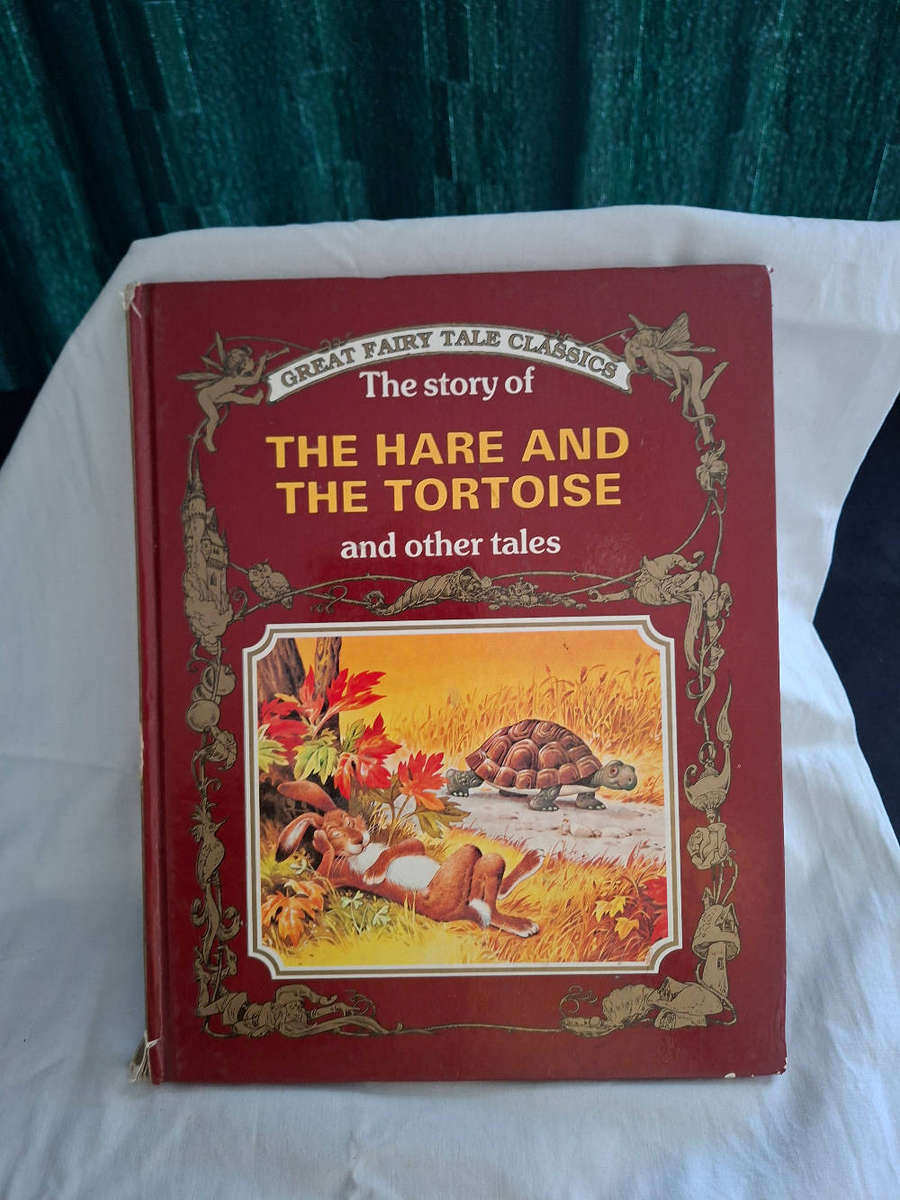 GREAT FAIRY TALE CLASSICS
The story of
THE HARE AND
THE TORTOISE
and other tales